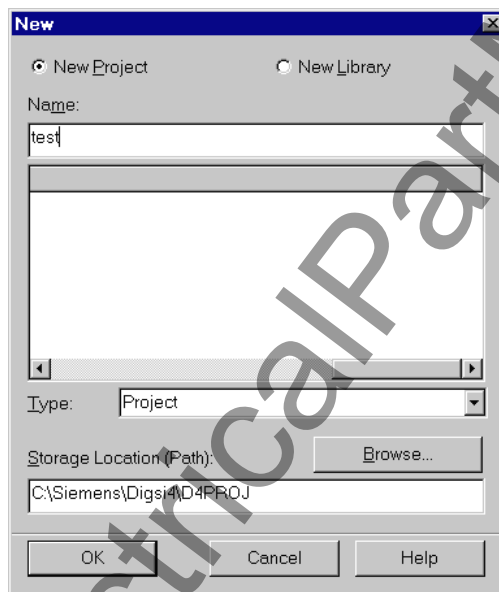 New
New Project
New Library
Name:
test
Type:
Project
Storage Location (Path):
Browse...
C:\Siemens\Digsi4\D4PROJ
OK
Cancel
Help